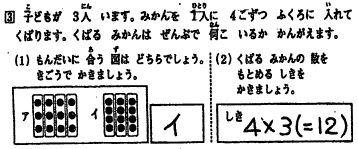 3 子どもが 3人 います。みかんを 1人に 4こずつ ふくろに 入れて
くばります。くばる みかんは ぜんぶで 何こ いるか かんがえます。
(1) もんだいに 合う 図は どちらでしょう。
きごうで かきましょう。
ア イ
イ
(2) くばる みかんの 数を
もとめる しきを
かきましょう。
しき 4×3(=12)